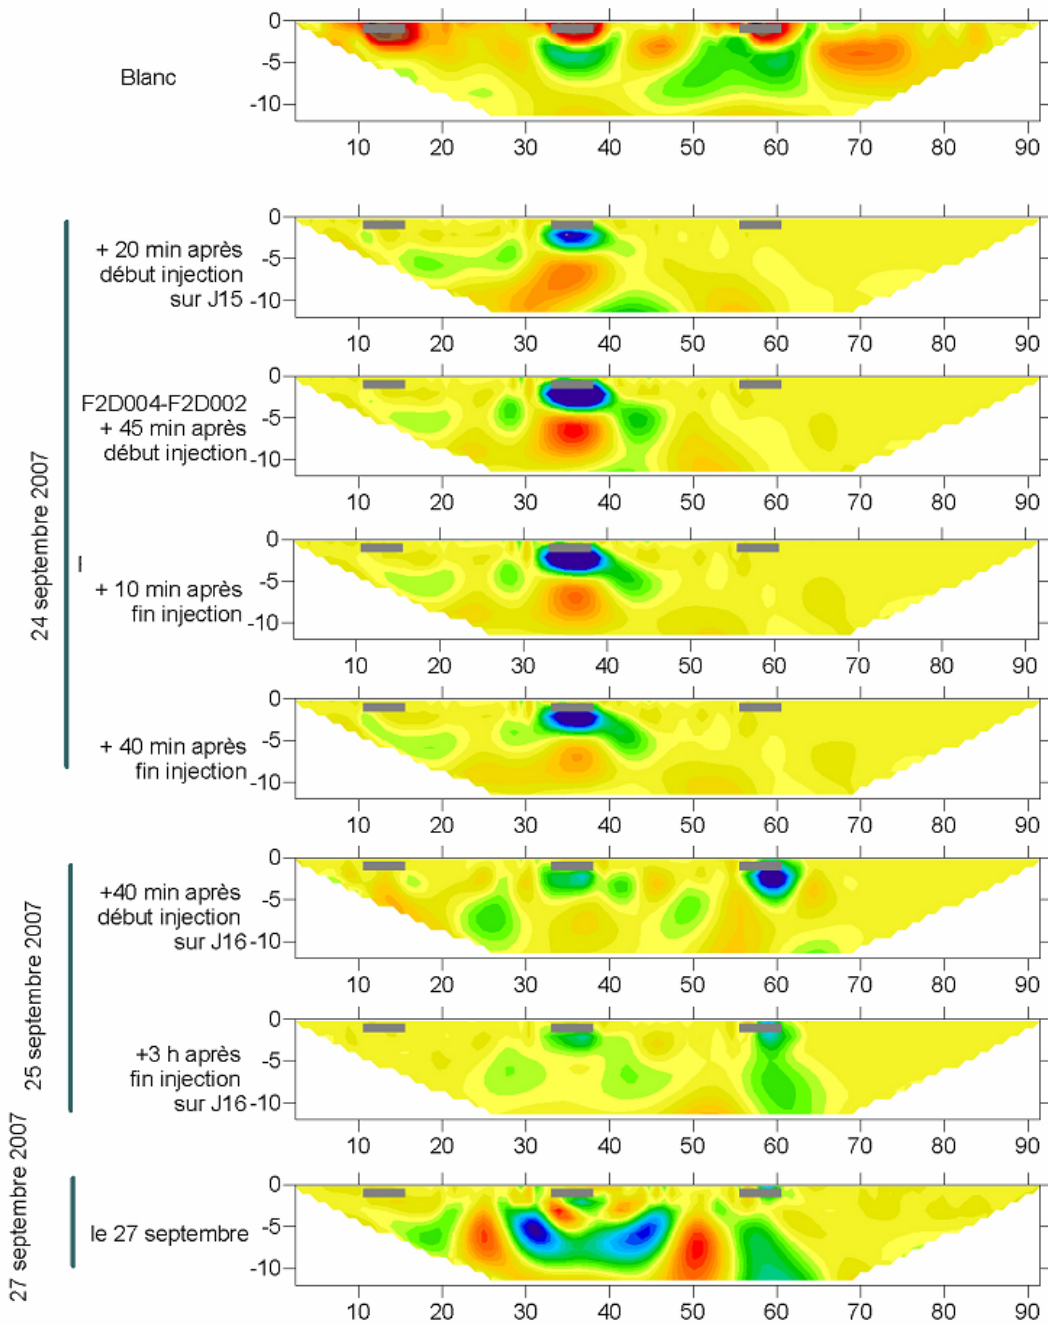 Blanc
0
-5
-10
10 20 30 40 50 60 70 80 90
24 septembre 2007
+ 20 min après
début injection
sur J15
0
-5
-10
10 20 30 40 50 60 70 80 90
F2D004-F2D002
+ 45 min après
début injection
0
-5
-10
10 20 30 40 50 60 70 80 90
+ 10 min après
fin injection
0
-5
-10
10 20 30 40 50 60 70 80 90
+ 40 min après
fin injection
0
-5
-10
10 20 30 40 50 60 70 80 90
25 septembre 2007
+40 min après
début injection
sur J16
0
-5
-10
10 20 30 40 50 60 70 80 90
+3 h après
fin injection
sur J16
0
-5
-10
10 20 30 40 50 60 70 80 90
27 septembre 2007
le 27 septembre
0
-5
-10
10 20 30 40 50 60 70 80 90